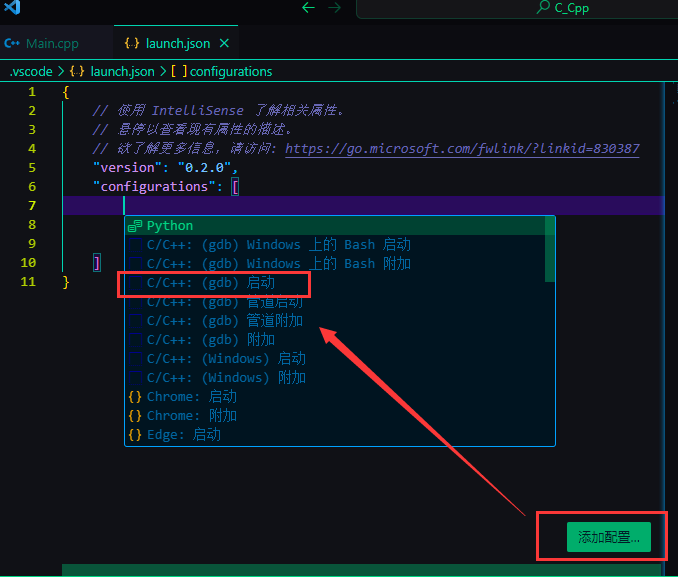 C_Cpp
Main.cpp
launch.json
.vscode > launch.json > [ ] configurations
1 {
2 // 使用 IntelliSense 了解相关属性。
3 // 悬停以查看现有属性的描述。
4 // 欲了解更多信息，请访问: https://go.microsoft.com/fwlink/?linkid=830387
5 "version": "0.2.0",
6 "configurations": [
7
8
9
10 ]
11 }
Python
C/C++: (gdb) Windows 上的 Bash 启动
C/C++: (gdb) Windows 上的 Bash 附加
C/C++: (gdb) 启动
C/C++: (gdb) 管道启动
C/C++: (gdb) 管道附加
C/C++: (gdb) 附加
C/C++: (Windows) 启动
C/C++: (Windows) 附加
{} Chrome: 启动
{} Chrome: 附加
{} Edge: 启动
添加配置...